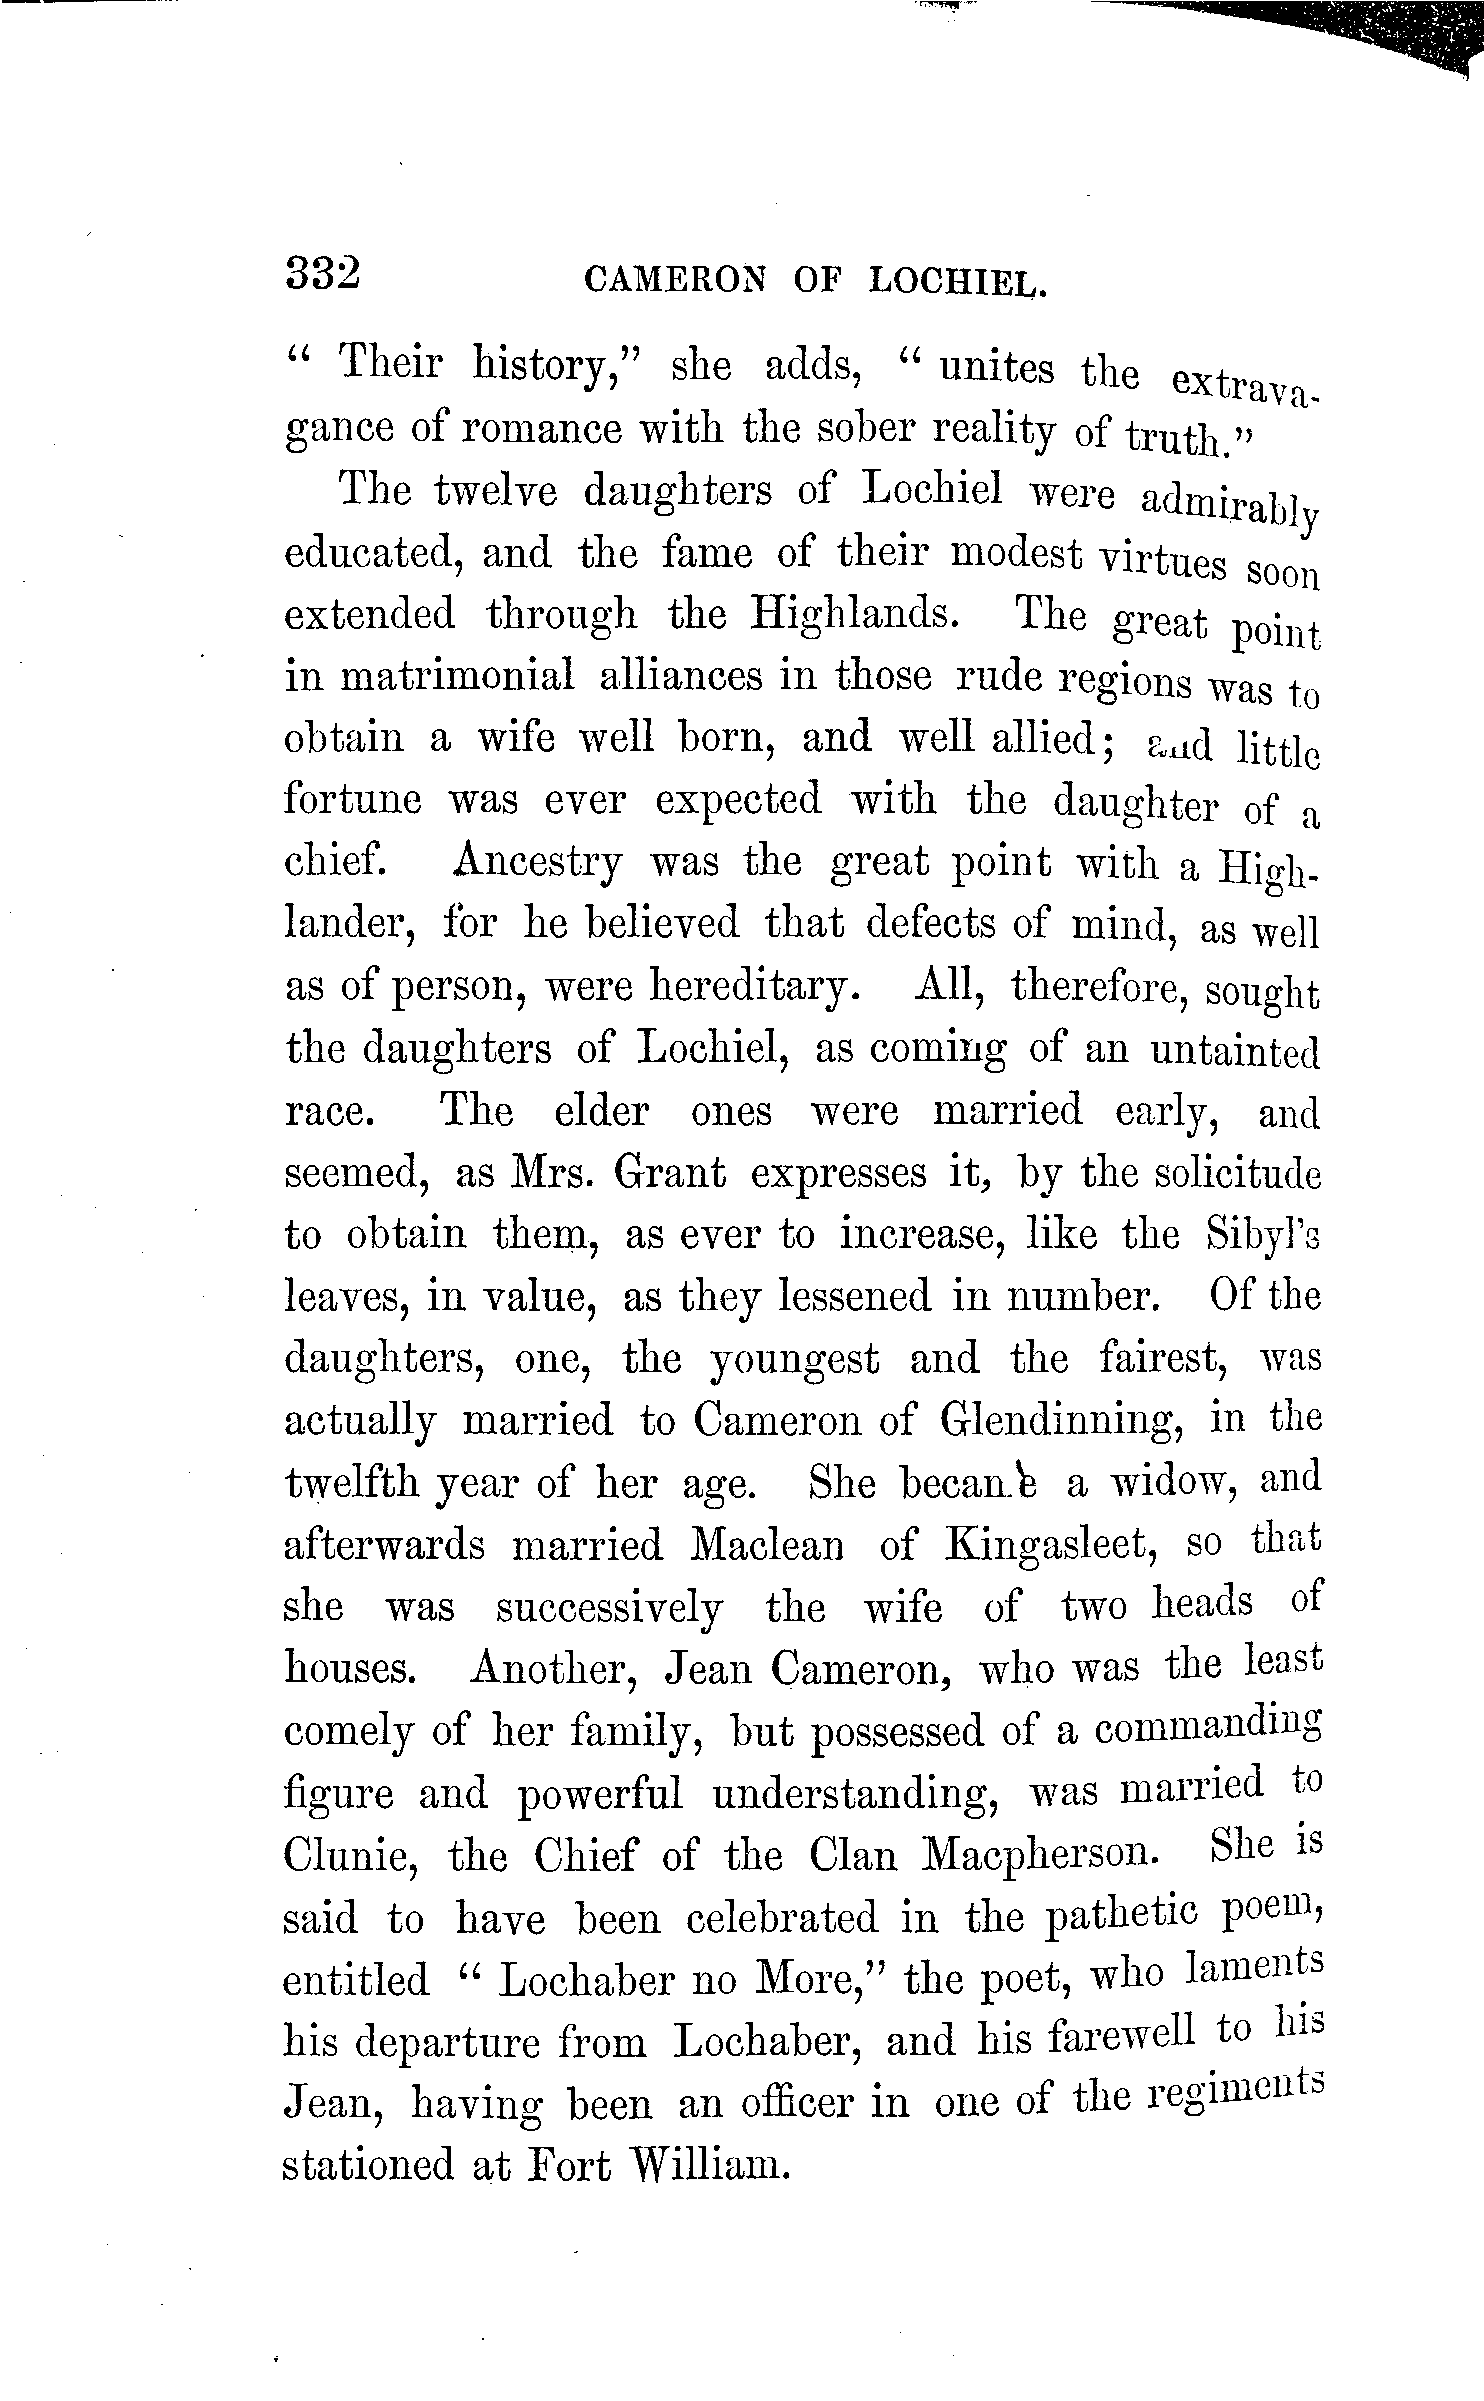 332 CAMERON OF LOCHIEL.
“ Their history,” she adds, “ unites the extrava-
gance of romance with the sober reality of truth.”
The twelve daughters of Lochiel were admirably
educated, and the fame of their modest virtues soon
extended through the Highlands. The great point
in matrimonial alliances in those rude regions was to
obtain a wife well born, and well allied; and little
fortune was ever expected with the daughter of a
chief. Ancestry was the great point with a High-
lander, for he believed that defects of mind, as well
as of person, were hereditary. All, therefore, sought
the daughters of Lochiel, as coming of an untainted
race. The elder ones were married early, and
seemed, as Mrs. Grant expresses it, by the solicitude
to obtain them, as ever to increase, like the Sibyl's
leaves, in value, as they lessened in number. Of the
daughters, one, the youngest and the fairest, was
actually married to Cameron of Glendinning, in the
twelfth year of her age. She became a widow, and
afterwards married Maclean of Kingasleet, so that
she was successively the wife of two heads of
houses. Another, Jean Cameron, who was the least
comely of her family, but possessed of a commanding
figure and powerful understanding, was married to
Clunie, the Chief of the Clan Macpherson. She is
said to have been celebrated in the pathetic poem,
entitled “ Lochaber no More,” the poet, who laments
his departure from Lochaber, and his farewell to his
Jean, having been an officer in one of the regiments
stationed at Fort William.